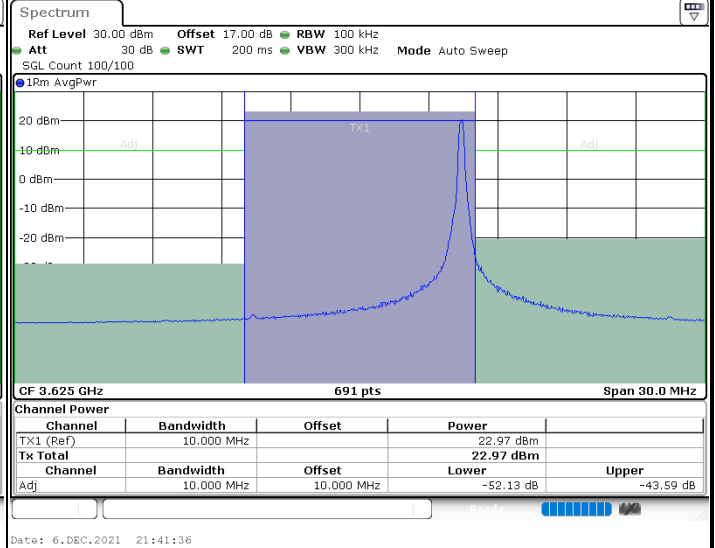 Spectrum
Ref Level 30.00 dBm Offset 17.00 dB RBW 100 kHz
Att 30 dB SWT 200 ms VBW 300 kHz Mode Auto Sweep
SGL Count 100/100
1Rm AvgPwr
20 dBm
TX1
Adj
Adj
10 dBm
0 dBm
-10 dBm
-20 dBm
CF 3.625 GHz 691 pts Span 30.0 MHz
Channel Power
Channel Bandwidth Offset Power
TX1 (Ref) 10.000 MHz 22.97 dBm
Tx Total 22.97 dBm
Channel Bandwidth Offset Lower Upper
Adj 10.000 MHz 10.000 MHz -52.13 dB -43.59 dB
Ready
Date: 6.DEC.2021 21:41:36